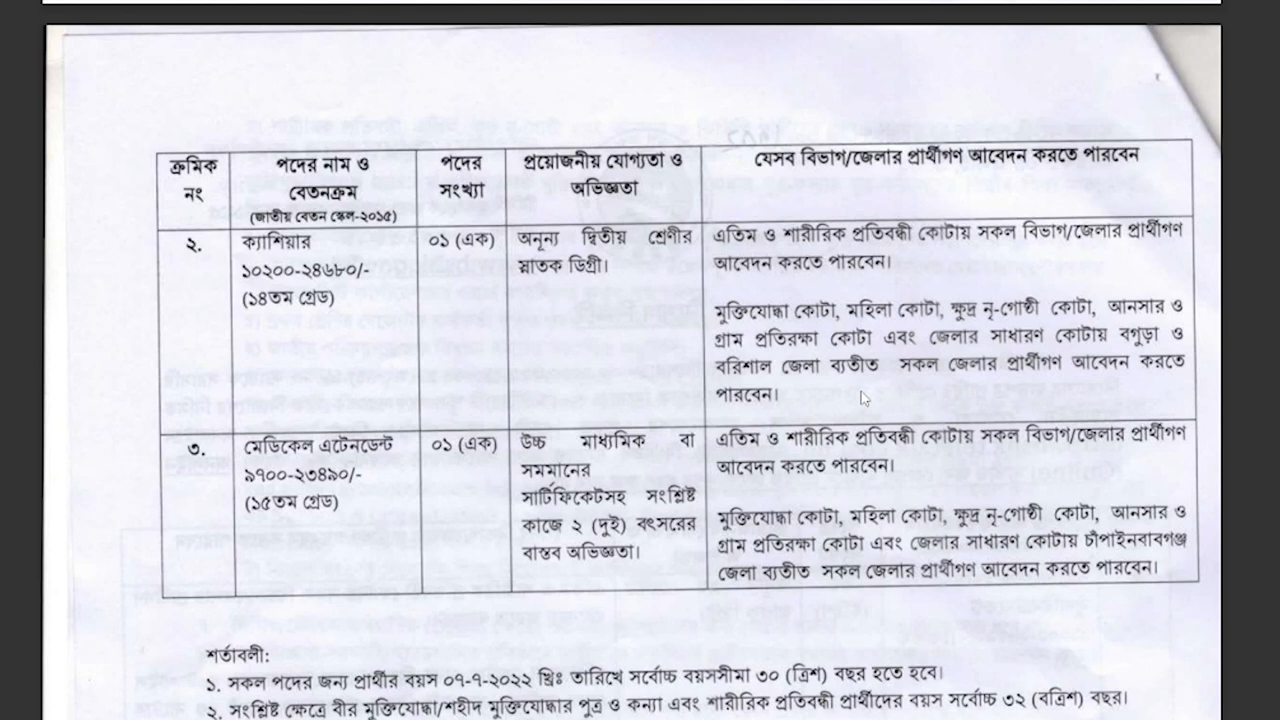 ক্রমিক নং
পদের নাম ও বেতনক্রম
(জাতীয় বেতন স্কেল-২০১৫)
পদের সংখ্যা
প্রয়োজনীয় যোগ্যতা ও অভিজ্ঞতা
যেসব বিভাগ/জেলার প্রার্থীগণ আবেদন করতে পারবেন
২.
ক্যাশিয়ার
১০২০০-২৪৬৮০/-
(১৪তম গ্রেড)
০১ (এক)
অনূন্য দ্বিতীয় শ্রেণীর
স্নাতক ডিগ্রী।
এতিম ও শারীরিক প্রতিবন্ধী কোটায় সকল বিভাগ/জেলার প্রার্থীগণ
আবেদন করতে পারবেন।
মুক্তিযোদ্ধা কোটা, মহিলা কোটা, ক্ষুদ্র নৃ-গোষ্ঠী কোটা, আনসার ও
গ্রাম প্রতিরক্ষা কোটা এবং জেলার সাধারণ কোটায় বগুড়া ও
বরিশাল জেলা ব্যতীত সকল জেলার প্রার্থীগণ আবেদন করতে
পারবেন।
৩.
মেডিকেল এটেনডেন্ট
৯৭০০-২৩৪৯০/-
(১৫তম গ্রেড)
০১ (এক)
উচ্চ মাধ্যমিক বা
সমমানের
সার্টিফিকেটসহ সংশ্লিষ্ট
কাজে ২ (দুই) বৎসরের
বাস্তব অভিজ্ঞতা।
এতিম ও শারীরিক প্রতিবন্ধী কোটায় সকল বিভাগ/জেলার প্রার্থীগণ
আবেদন করতে পারবেন।
মুক্তিযোদ্ধা কোটা, মহিলা কোটা, ক্ষুদ্র নৃ-গোষ্ঠী কোটা, আনসার ও
গ্রাম প্রতিরক্ষা কোটা এবং জেলার সাধারণ কোটায় চাঁপাইনবাবগঞ্জ
জেলা ব্যতীত সকল জেলার প্রার্থীগণ আবেদন করতে পারবেন।
শর্তাবলী:
১. সকল পদের জন্য প্রার্থীর বয়স ০৭-৭-২০২২ খ্রিঃ তারিখে সর্বোচ্চ বয়সসীমা ৩০ (ত্রিশ) বছর হতে হবে।
২. সংশ্লিষ্ট ক্ষেত্রে বীর মুক্তিযোদ্ধা/শহীদ মুক্তিযোদ্ধার পুত্র ও কন্যা এবং শারীরিক প্রতিবন্ধী প্রার্থীদের বয়স সর্বোচ্চ ৩২ (বত্রিশ) বছর।